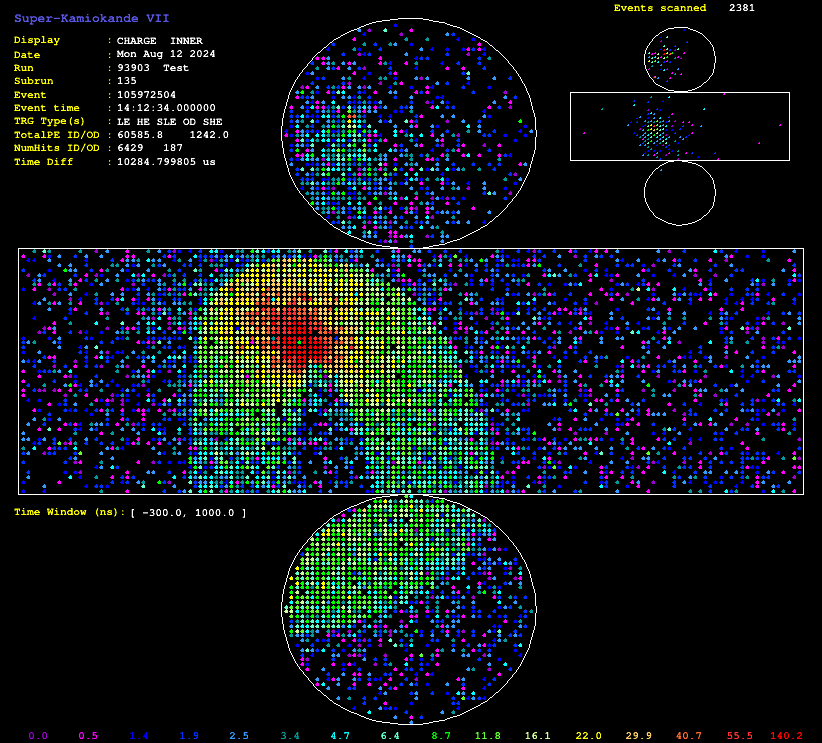 Super-Kamiokande VII
Events scanned 2381
Display : CHARGE INNER
Date : Mon Aug 12 2024
Run : 93903 Test
Subrun : 135
Event : 105972504
Event time : 14:12:34.000000
TRG Type(s) : LE HE SLE OD SHE
TotalPE ID/OD : 60585.8 1242.0
NumHits ID/OD : 6429 187
Time Diff : 10284.799805 us
Time Window (ns): [ -300.0, 1000.0 ]
0.0 0.5 1.4 1.9 2.5 3.4 4.7 6.4 8.7 11.8 16.1 22.0 29.9 40.7 55.5 140.2